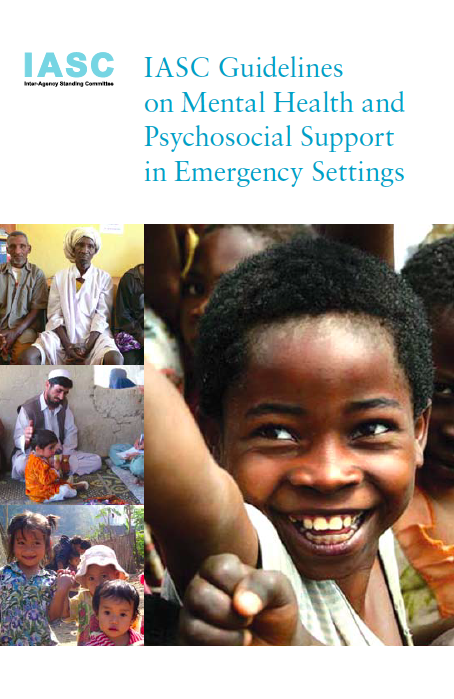 IASC
Inter-Agency Standing Committee
IASC Guidelines
on Mental Health and
Psychosocial Support
in Emergency Settings